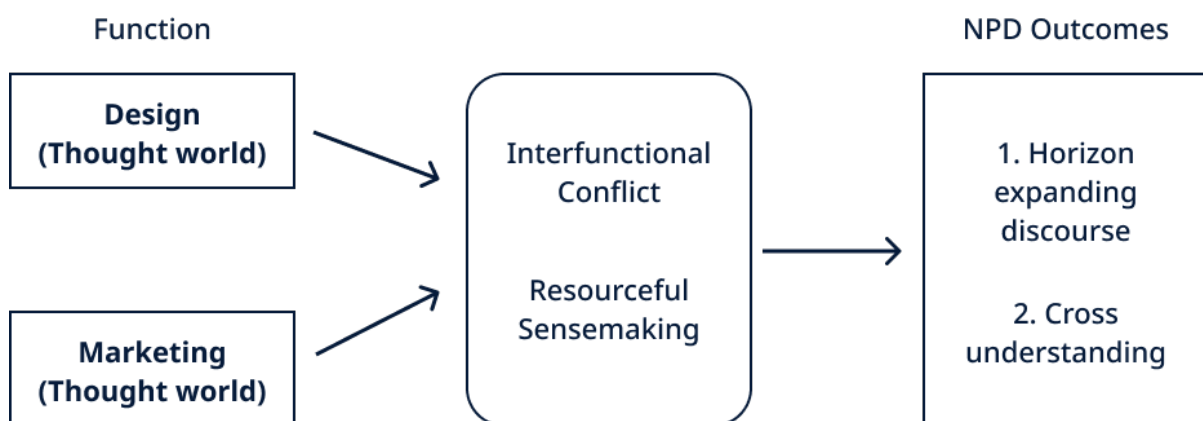 Function
NPD Outcomes
Design
(Thought world)
Marketing
(Thought world)
Interfunctional
Conflict
Resourceful
Sensemaking
1. Horizon
expanding
discourse
2. Cross
understanding